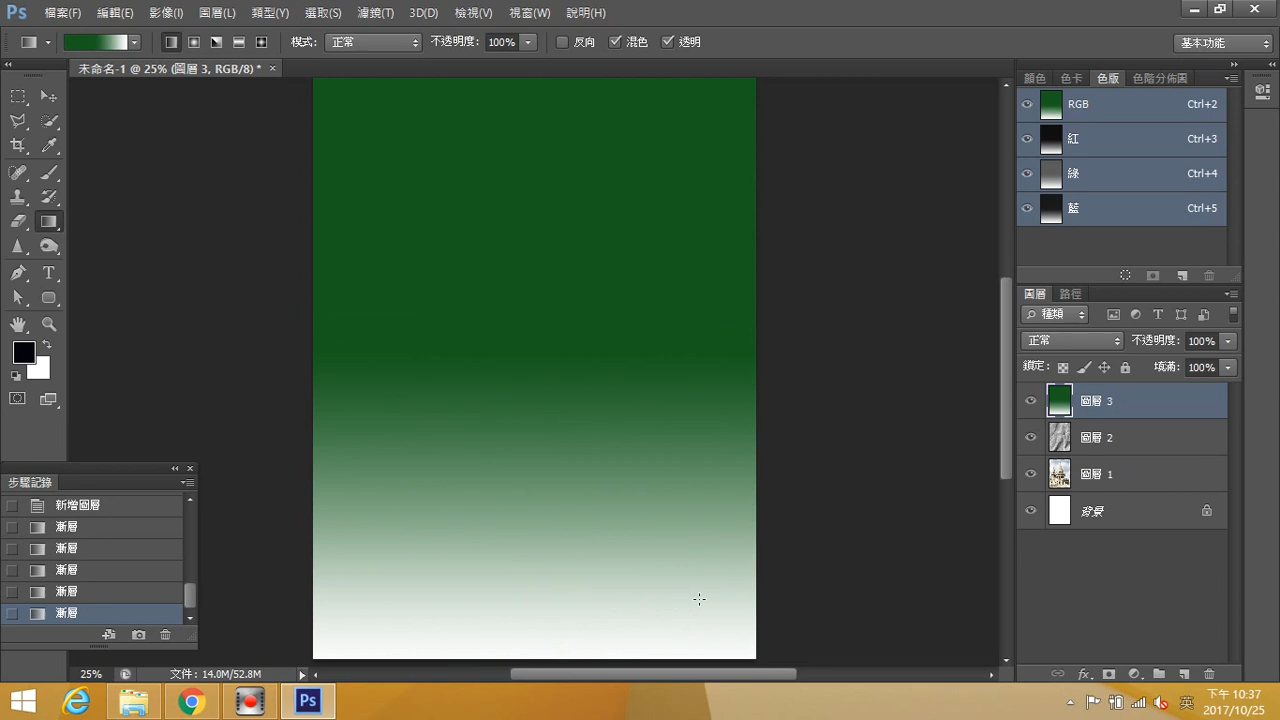 Ps 檔案(F) 編輯(E) 影像(I) 圖層(L) 類型(Y) 選取(S) 濾鏡(T) 3D(D) 檢視(V) 視窗(W) 說明(H)
模式: 正常 不透明度: 100% 反向 混色 透明 基本功能
未命名-1 @ 25% (圖層 3, RGB/8) * ×
顏色 色卡 色版 色階分佈圖
RGB Ctrl+2
紅 Ctrl+3
綠 Ctrl+4
藍 Ctrl+5
圖層 路徑
種類
正常 不透明度: 100%
鎖定: 填滿: 100%
圖層 3
圖層 2
圖層 1
背景
步驟記錄
新增圖層
漸層
漸層
漸層
漸層
漸層
25% 文件: 14.0M/52.8M
Ps 英 下午 10:37
2017/10/25